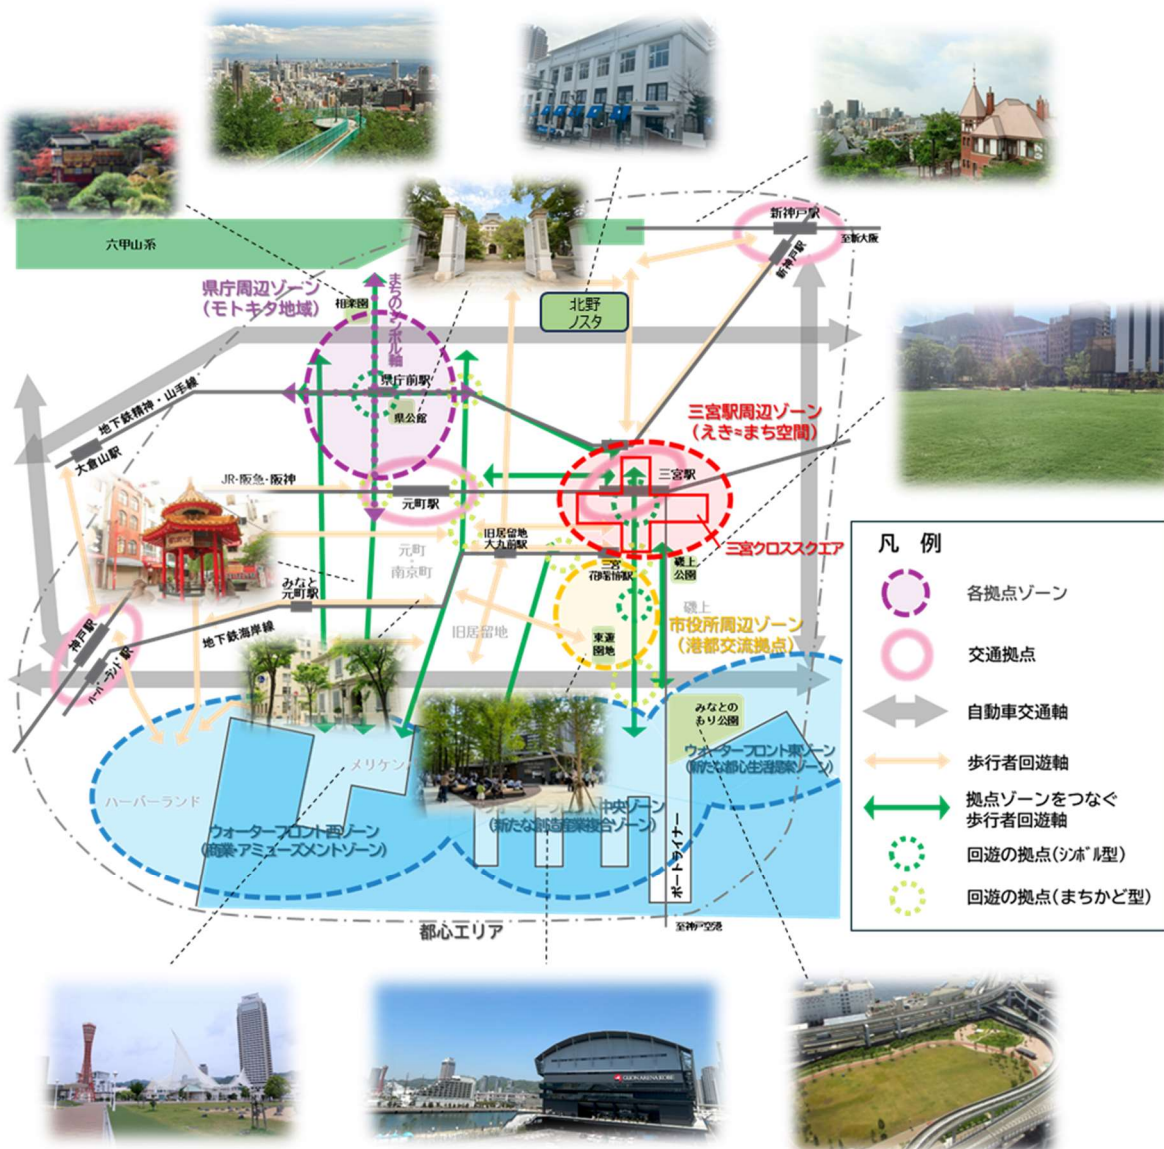 新神戸駅
至新大阪
新神戸駅
六甲山系
県庁周辺ゾーン
(モトキタ地域)
相楽園
まちのシンボル軸
北野
ノスタ
県庁前駅
県公館
地下鉄精神・山手線
大倉山駅
三宮駅周辺ゾーン
(えき≈まち空間)
三宮駅
JR・阪急・阪神
元町駅
三宮クロススクエア
旧居留地
大丸前駅
元町
・
南京町
みなと
元町駅
三宮
花時計前駅
磯上
公園
磯上
市役所周辺ゾーン
(港都交流拠点)
旧居留地
東遊
園地
神戸駅
ハーバーランド駅
地下鉄海岸線
みなとの
もり公園
ウォーターフロント東ゾーン
(新たな都心生活提案ゾーン)
メリケン
ハーバーランド
ウォーターフロント西ゾーン
(商業・アミューズメントゾーン)
中央ゾーン
(新たな創造産業複合ゾーン)
ポートライナー
至神戸空港
都心エリア
凡 例
各拠点ゾーン
交通拠点
自動車交通軸
歩行者回遊軸
拠点ゾーンをつなぐ
歩行者回遊軸
回遊の拠点(シンボル型)
回遊の拠点(まちかど型)
GLION ARENA KOBE